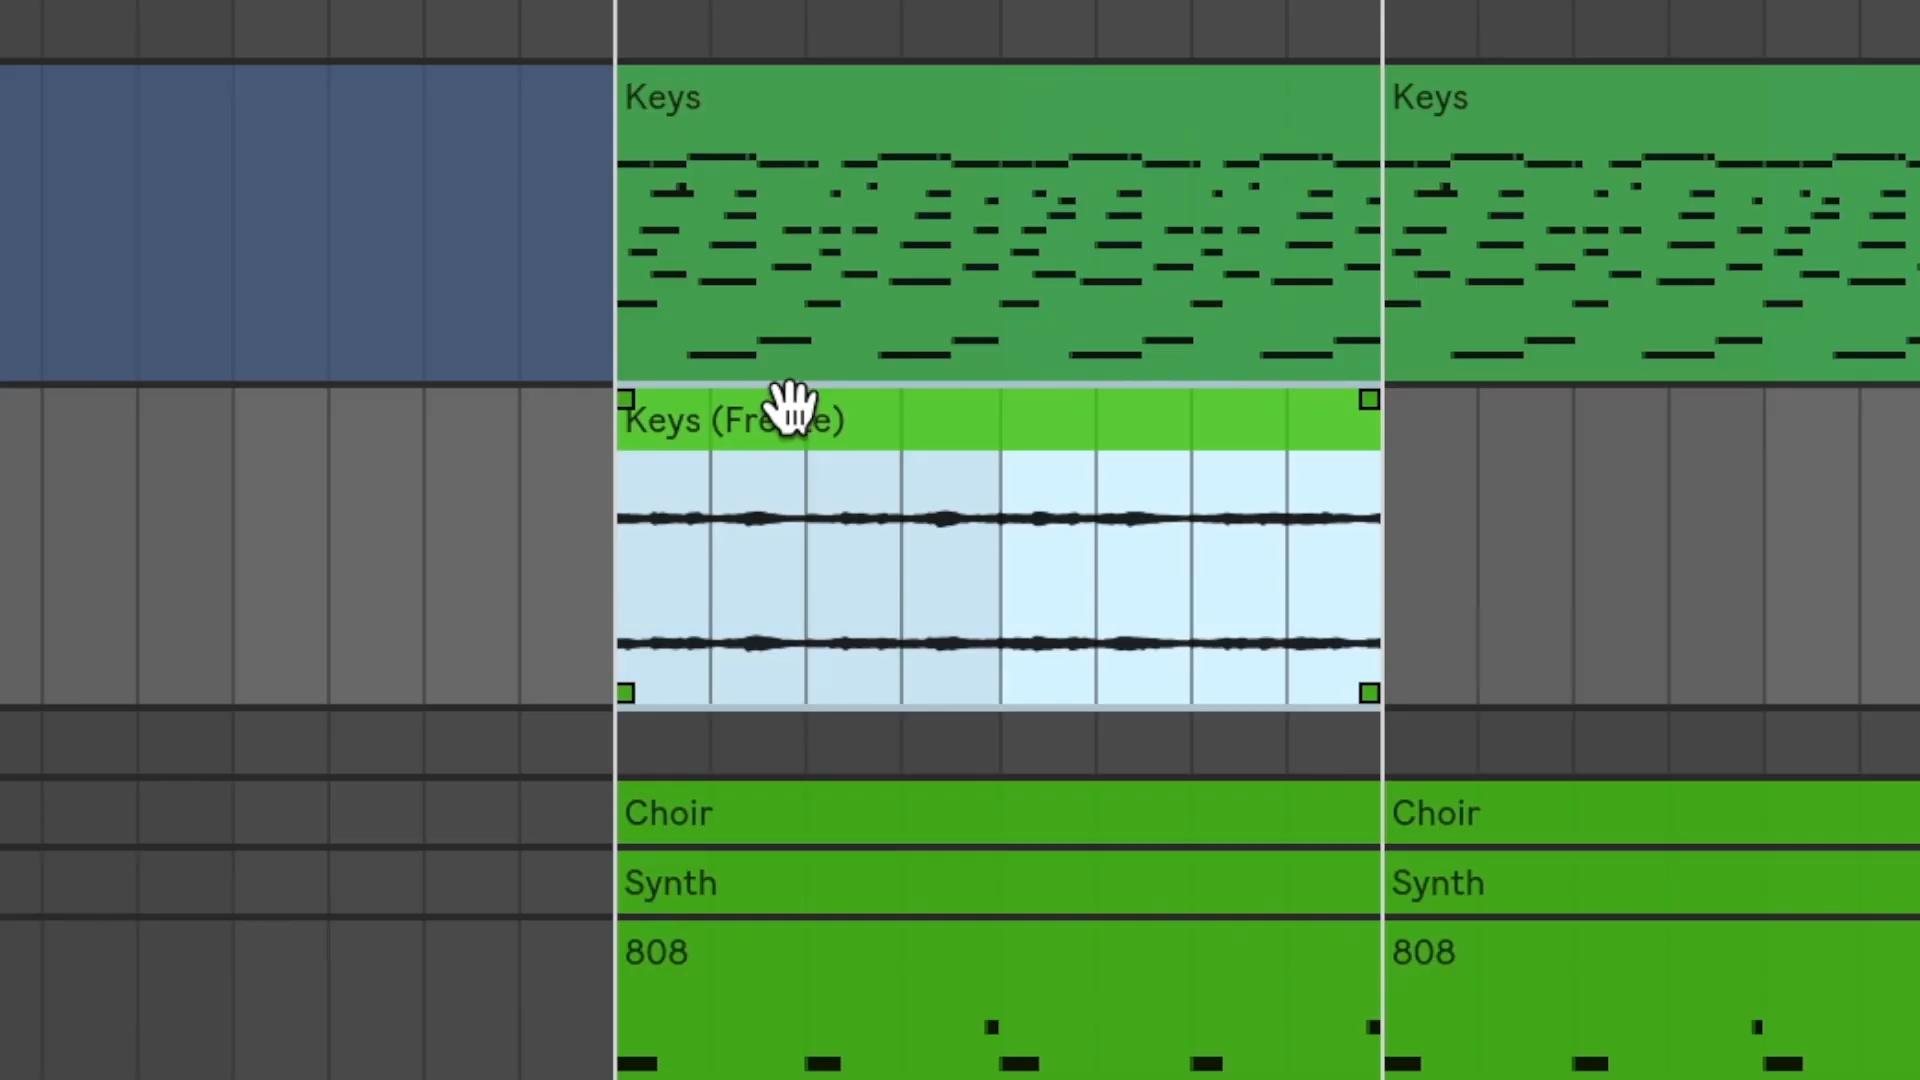 Keys
Keys
Keys (Fre e)
Choir
Choir
Synth
Synth
808
808